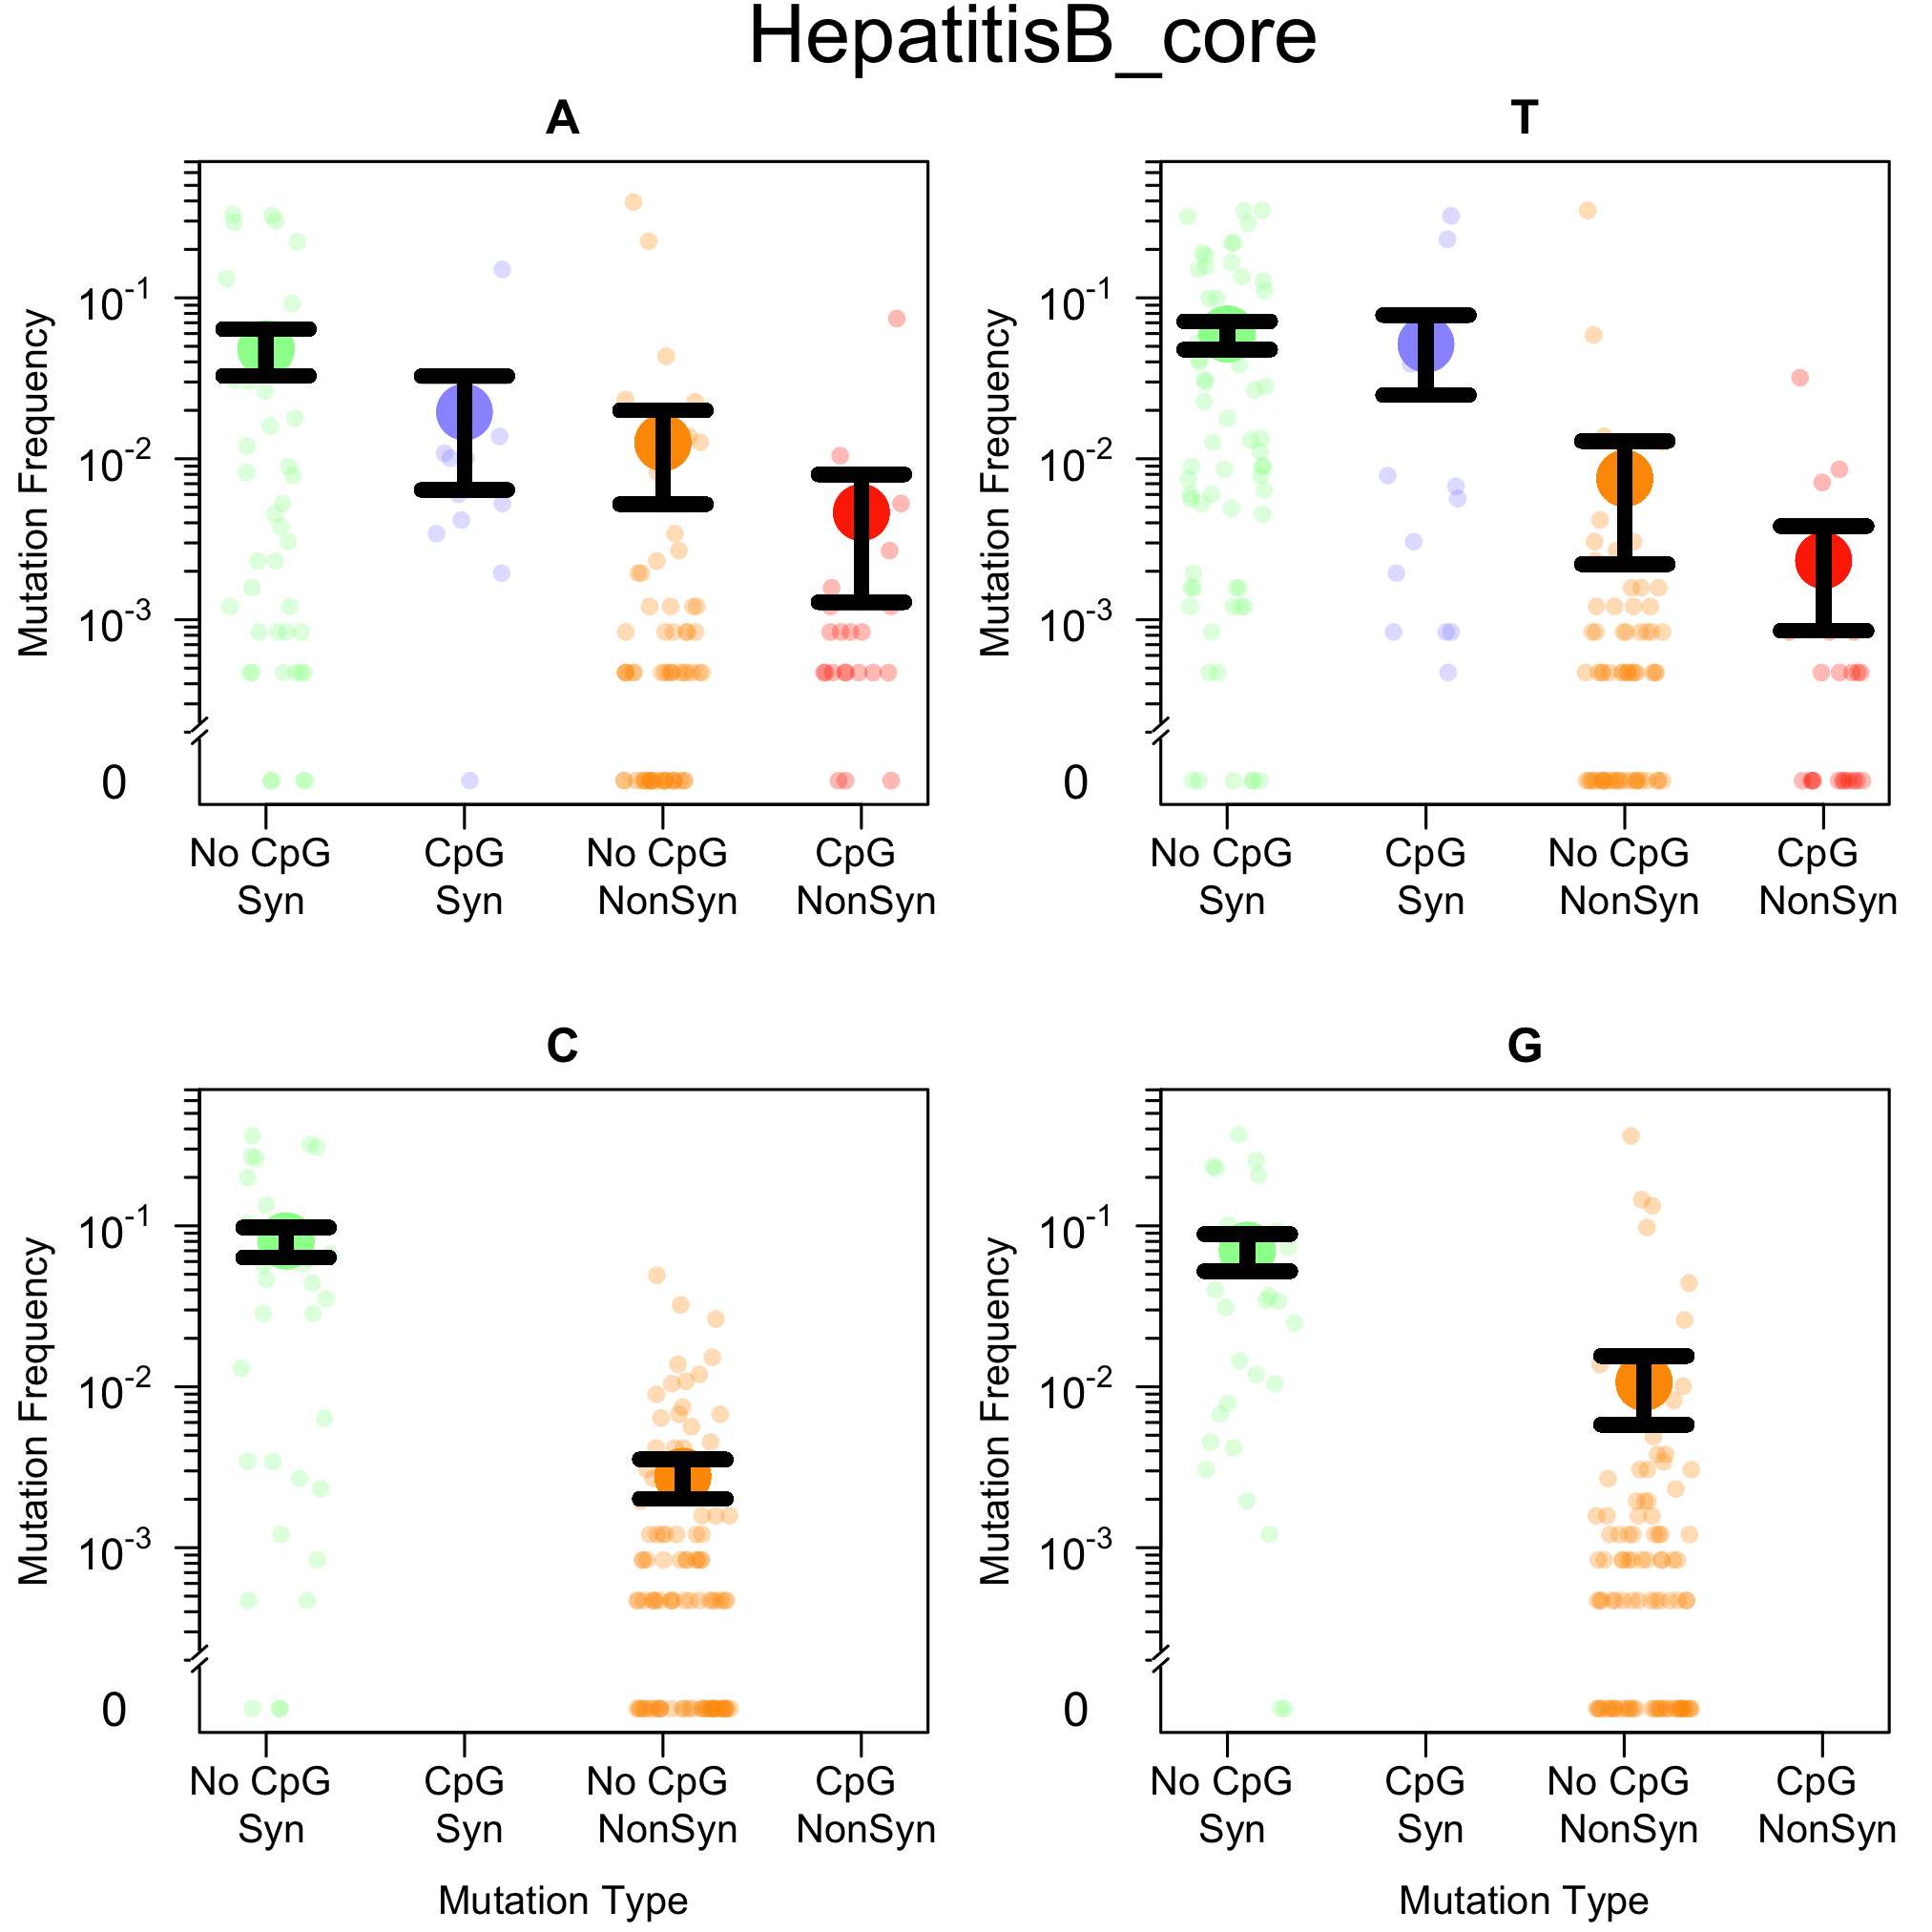 HepatitisB_core
A
Mutation Frequency
10-1
10-2
10-3
0
No CpG CpG No CpG CpG
Syn Syn NonSyn NonSyn
T
Mutation Frequency
10-1
10-2
10-3
0
No CpG CpG No CpG CpG
Syn Syn NonSyn NonSyn
C
Mutation Frequency
10-1
10-2
10-3
0
No CpG CpG No CpG CpG
Syn Syn NonSyn NonSyn
Mutation Type
G
Mutation Frequency
10-1
10-2
10-3
0
No CpG CpG No CpG CpG
Syn Syn NonSyn NonSyn
Mutation Type